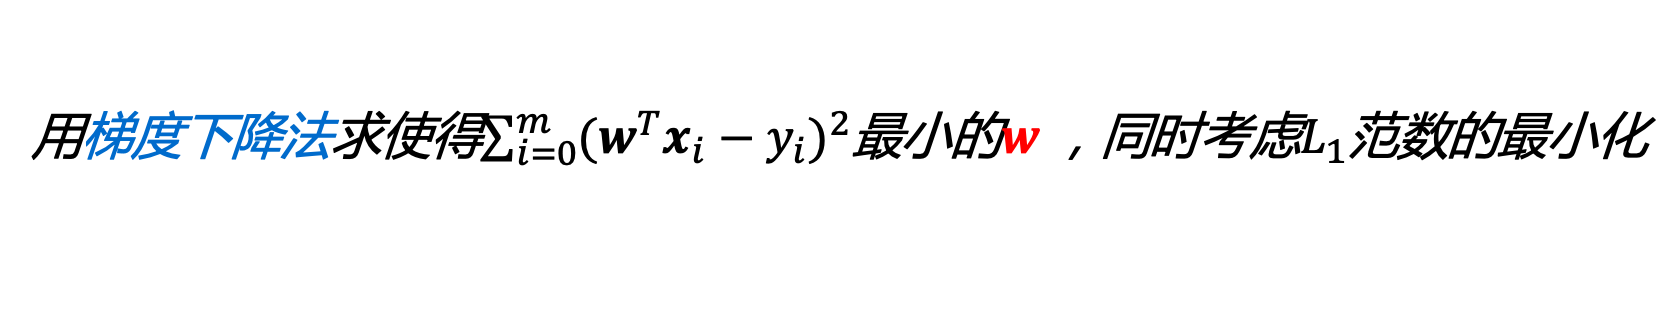 用梯度下降法求使得∑_{i=0}^{m}(𝒘^T 𝒙_i − y_i)^2最小的w ，同时考虑L_1范数的最小化